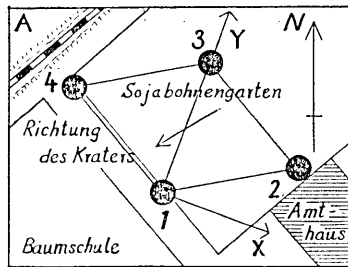 A
N
3
Y
4
Sojabohnengarten
Richtung
des Kraters
2
1
Amt-
haus
X
Baumschule